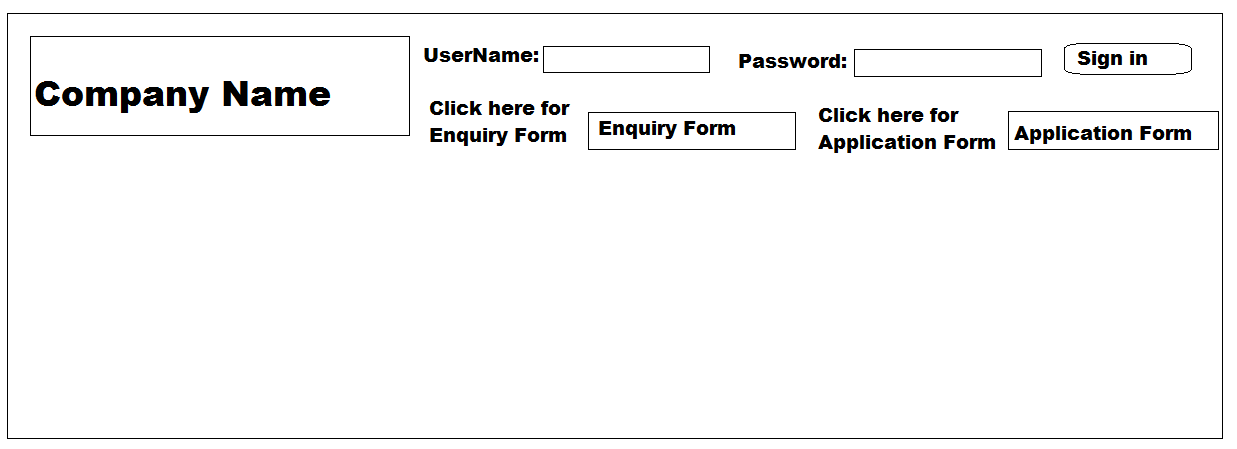 Company Name
UserName:
Password:
Sign in
Click here for
Enquiry Form
Enquiry Form
Click here for
Application Form
Application Form